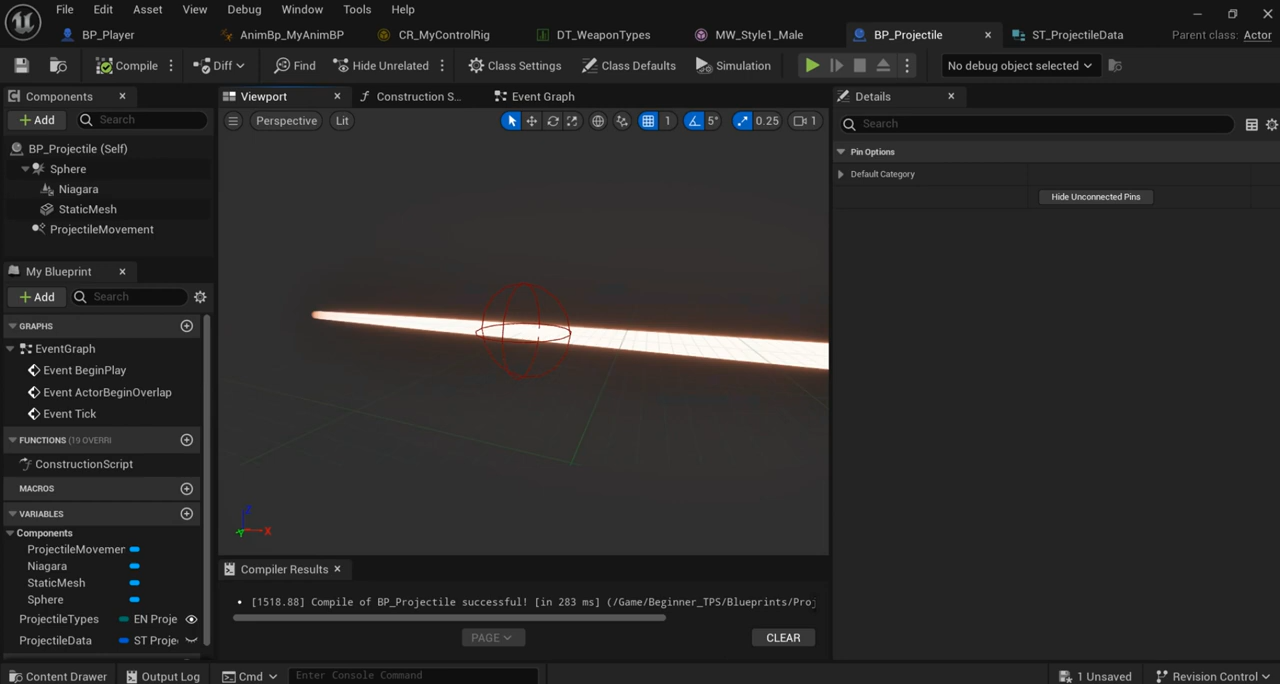 File Edit Asset View Debug Window Tools Help
BP_Player AnimBp_MyAnimBP CR_MyControlRig DT_WeaponTypes MW_Style1_Male BP_Projectile ST_ProjectileData Parent class: Actor
Compile Diff Find Hide Unrelated Class Settings Class Defaults Simulation No debug object selected
Components Viewport Construction S... Event Graph Details
Add Search Perspective Lit 1 5° 0.25 1 Search
BP_Projectile (Self)
Sphere
Niagara
StaticMesh
ProjectileMovement
Pin Options
Default Category
Hide Unconnected Pins
My Blueprint
Add Search
GRAPHS
EventGraph
Event BeginPlay
Event ActorBeginOverlap
Event Tick
FUNCTIONS (19 OVERRI
ConstructionScript
MACROS
VARIABLES
Components
ProjectileMovemer
Niagara
StaticMesh
Sphere
ProjectileTypes EN Proje
ProjectileData ST Proje
Z
Y X
Compiler Results
[1518.88] Compile of BP_Projectile successful! [in 283 ms] (/Game/Beginner_TPS/Blueprints/Proj
PAGE CLEAR
Content Drawer Output Log Cmd Enter Console Command 1 Unsaved Revision Control